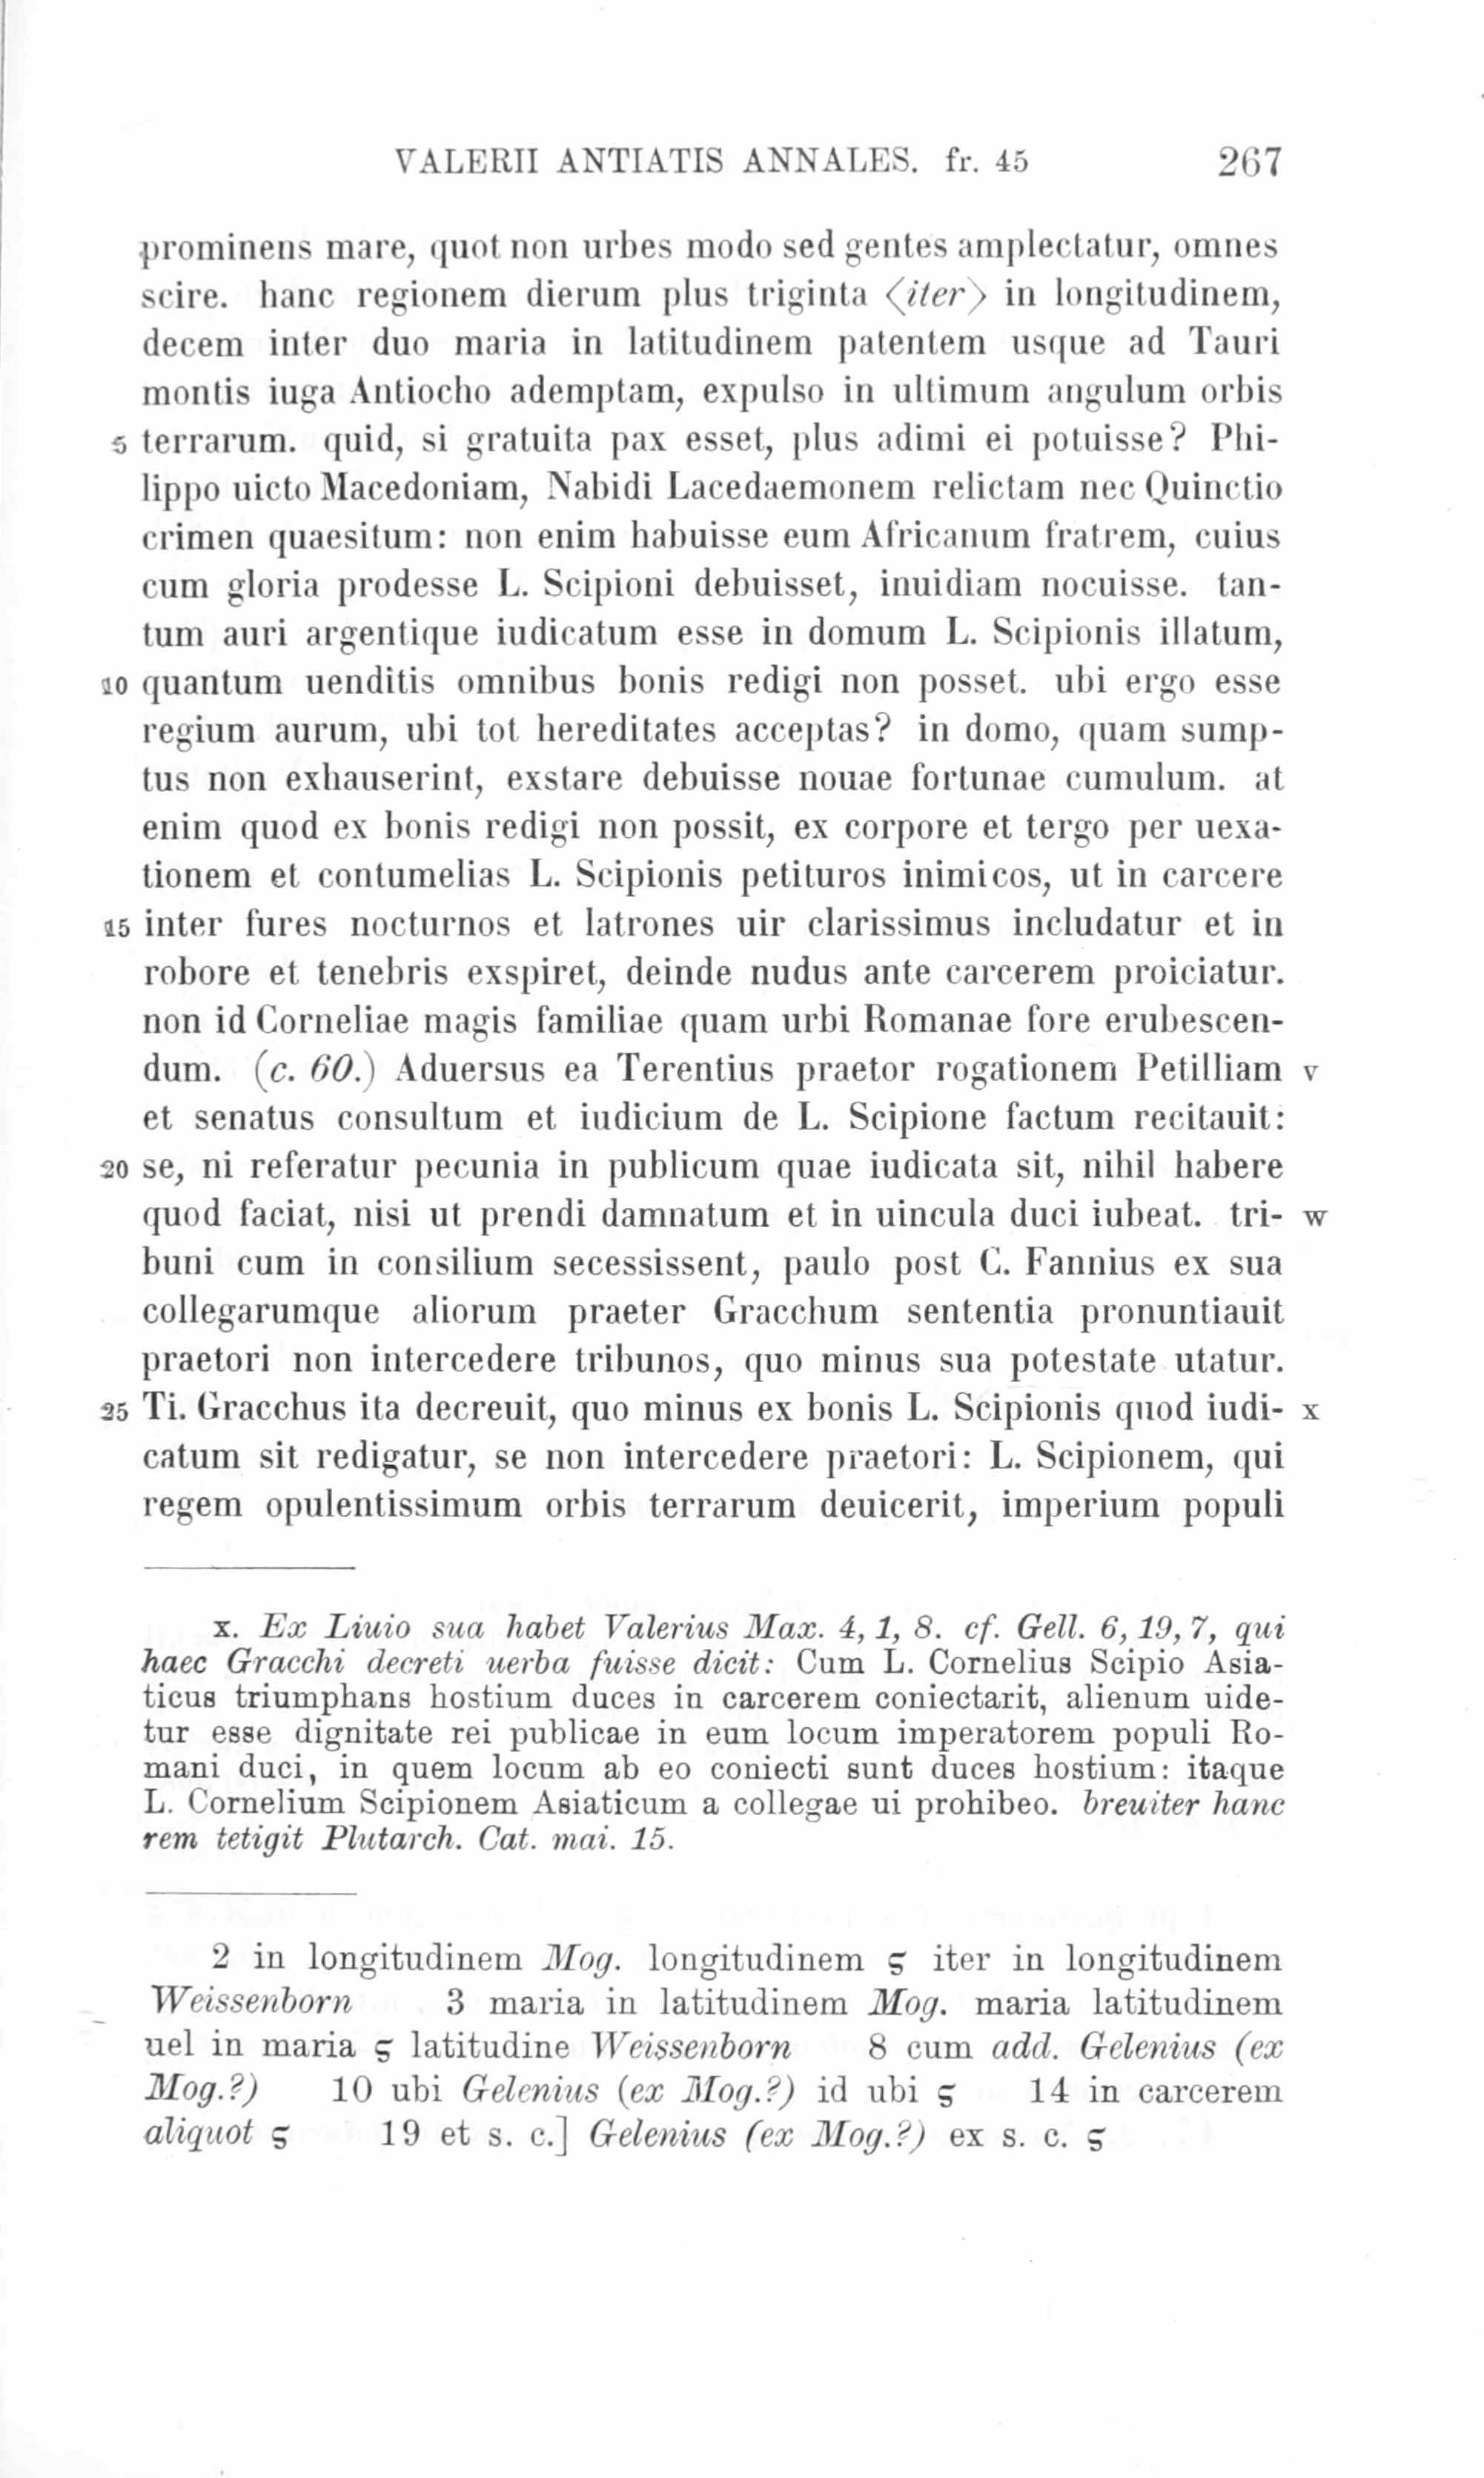 VALERII ANTIATIS ANNALES. fr. 45 267
prominens mare, quot non urbes modo sed gentes amplectatur, omnes
scire. hanc regionem dierum plus triginta ⟨iter⟩ in longitudinem,
decem inter duo maria in latitudinem patentem usque ad Tauri
montis iuga Antiocho ademptam, expulso in ultimum angulum orbis
5 terrarum. quid, si gratuita pax esset, plus adimi ei potuisse? Phi-
lippo uicto Macedoniam, Nabidi Lacedaemonem relictam nec Quinctio
crimen quaesitum: non enim habuisse eum Africanum fratrem, cuius
cum gloria prodesse L. Scipioni debuisset, inuidiam nocuisse. tan-
tum auri argentique iudicatum esse in domum L. Scipionis illatum,
10 quantum uenditis omnibus bonis redigi non posset. ubi ergo esse
regium aurum, ubi tot hereditates acceptas? in domo, quam sump-
tus non exhauserint, exstare debuisse nouae fortunae cumulum. at
enim quod ex bonis redigi non possit, ex corpore et tergo per uexa-
tionem et contumelias L. Scipionis petituros inimicos, ut in carcere
15 inter fures nocturnos et latrones uir clarissimus includatur et in
robore et tenebris exspiret, deinde nudus ante carcerem proiciatur.
non id Corneliae magis familiae quam urbi Romanae fore erubescen-
dum. (c. 60.) Aduersus ea Terentius praetor rogationem Petilliam v
et senatus consultum et iudicium de L. Scipione factum recitauit:
20 se, ni referatur pecunia in publicum quae iudicata sit, nihil habere
quod faciat, nisi ut prendi damnatum et in uincula duci iubeat. tri- w
buni cum in consilium secessissent, paulo post C. Fannius ex sua
collegarumque aliorum praeter Gracchum sententia pronuntiauit
praetori non intercedere tribunos, quo minus sua potestate utatur.
25 Ti. Gracchus ita decreuit, quo minus ex bonis L. Scipionis quod iudi- x
catum sit redigatur, se non intercedere praetori: L. Scipionem, qui
regem opulentissimum orbis terrarum deuicerit, imperium populi
x. Ex Liuio sua habet Valerius Max. 4, 1, 8. cf. Gell. 6, 19, 7, qui
haec Gracchi decreti uerba fuisse dicit: Cum L. Cornelius Scipio Asia-
ticus triumphans hostium duces in carcerem coniectarit, alienum uide-
tur esse dignitate rei publicae in eum locum imperatorem populi Ro-
mani duci, in quem locum ab eo coniecti sunt duces hostium: itaque
L. Cornelium Scipionem Asiaticum a collegae ui prohibeo. breuiter hanc
rem tetigit Plutarch. Cat. mai. 15.
2 in longitudinem Mog. longitudinem ϛ iter in longitudinem
Weissenborn 3 maria in latitudinem Mog. maria latitudinem
uel in maria ϛ latitudine Weissenborn 8 cum add. Gelenius (ex
Mog.?) 10 ubi Gelenius (ex Mog.?) id ubi ϛ 14 in carcerem
aliquot ϛ 19 et s. c.] Gelenius (ex Mog.?) ex s. c. ϛ